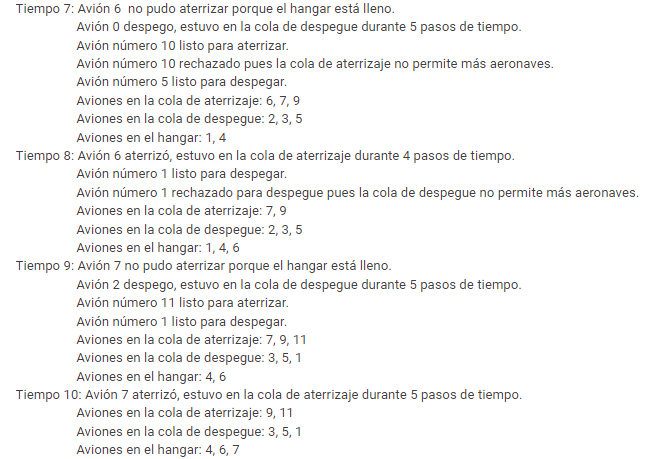 Tiempo 7: Avión 6 no pudo aterrizar porque el hangar está lleno.
Avión 0 despego, estuvo en la cola de despegue durante 5 pasos de tiempo.
Avión número 10 listo para aterrizar.
Avión número 10 rechazado pues la cola de aterrizaje no permite más aeronaves.
Avión número 5 listo para despegar.
Aviones en la cola de aterrizaje: 6, 7, 9
Aviones en la cola de despegue: 2, 3, 5
Aviones en el hangar: 1, 4
Tiempo 8: Avión 6 aterrizó, estuvo en la cola de aterrizaje durante 4 pasos de tiempo.
Avión número 1 listo para despegar.
Avión número 1 rechazado para despegue pues la cola de despegue no permite más aeronaves.
Aviones en la cola de aterrizaje: 7, 9
Aviones en la cola de despegue: 2, 3, 5
Aviones en el hangar: 1, 4, 6
Tiempo 9: Avión 7 no pudo aterrizar porque el hangar está lleno.
Avión 2 despego, estuvo en la cola de despegue durante 5 pasos de tiempo.
Avión número 11 listo para aterrizar.
Avión número 1 listo para despegar.
Aviones en la cola de aterrizaje: 7, 9, 11
Aviones en la cola de despegue: 3, 5, 1
Aviones en el hangar: 4, 6
Tiempo 10: Avión 7 aterrizó, estuvo en la cola de aterrizaje durante 5 pasos de tiempo.
Aviones en la cola de aterrizaje: 9, 11
Aviones en la cola de despegue: 3, 5, 1
Aviones en el hangar: 4, 6, 7